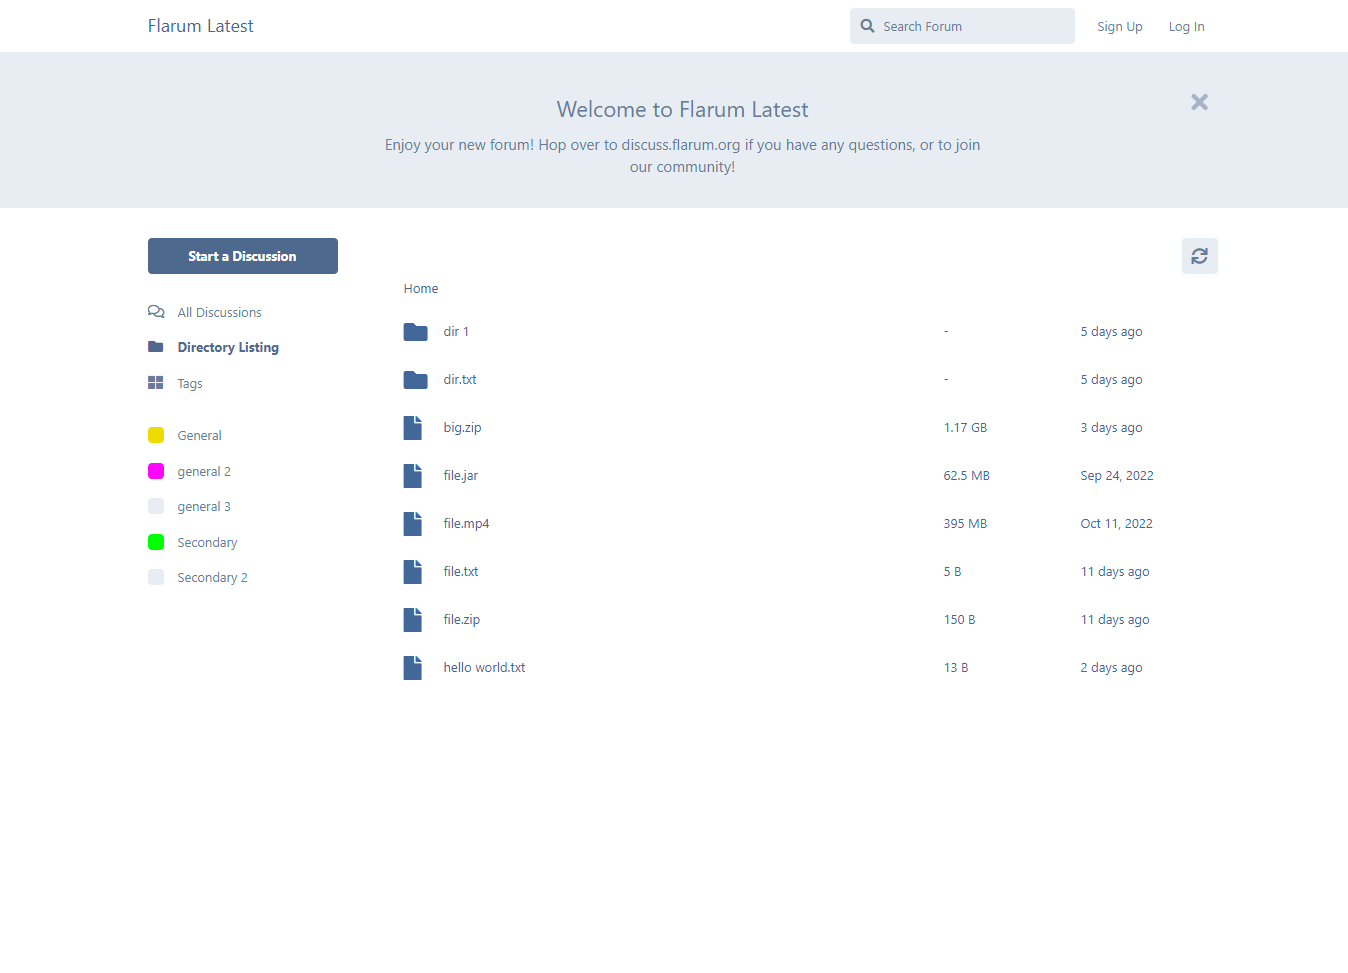 Flarum Latest
Search Forum
Sign Up
Log In
Welcome to Flarum Latest
Enjoy your new forum! Hop over to discuss.flarum.org if you have any questions, or to join
our community!
Start a Discussion
All Discussions
Directory Listing
Tags
General
general 2
general 3
Secondary
Secondary 2
Home
dir 1 - 5 days ago
dir.txt - 5 days ago
big.zip 1.17 GB 3 days ago
file.jar 62.5 MB Sep 24, 2022
file.mp4 395 MB Oct 11, 2022
file.txt 5 B 11 days ago
file.zip 150 B 11 days ago
hello world.txt 13 B 2 days ago